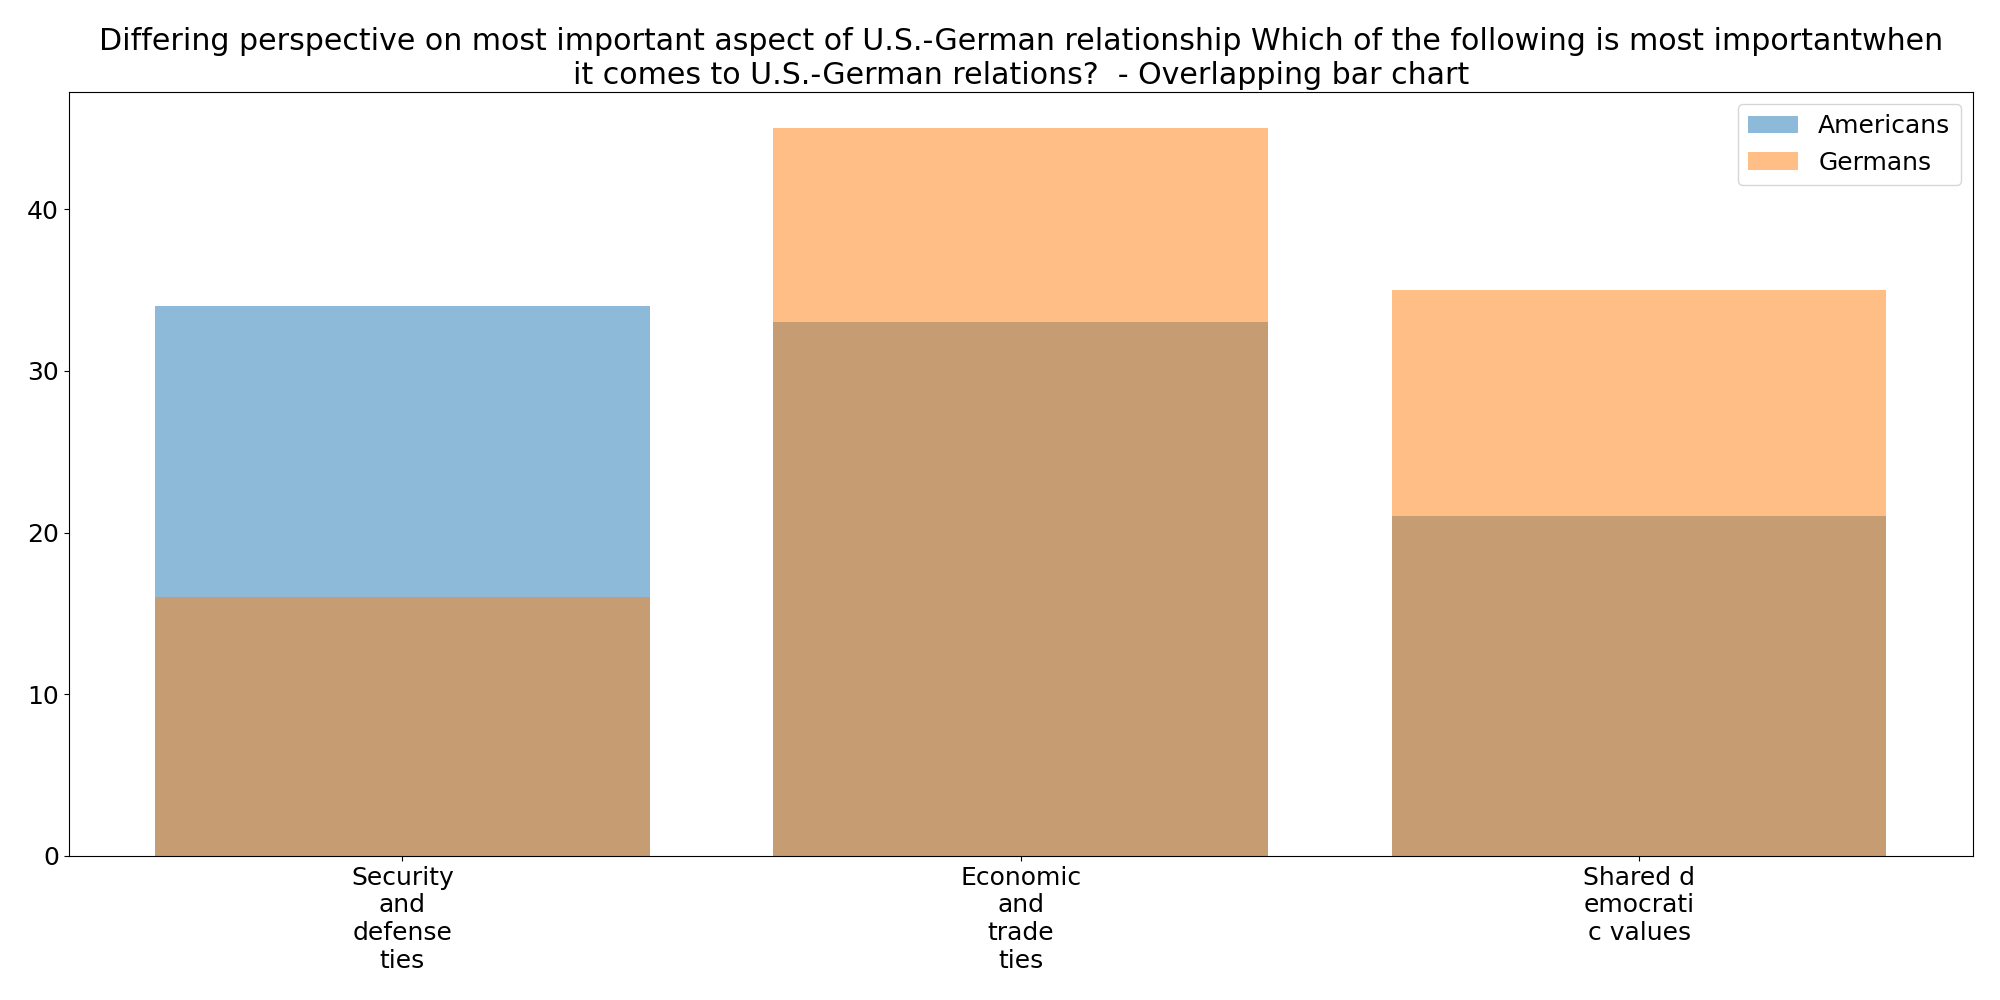 Differing perspective on most important aspect of U.S.-German relationship Which of the following is most importantwhen
it comes to U.S.-German relations?  - Overlapping bar chart
Americans
Germans
40
30
20
10
0
Security
and
defense
ties
Economic
and
trade
ties
Shared d
emocrati
c values